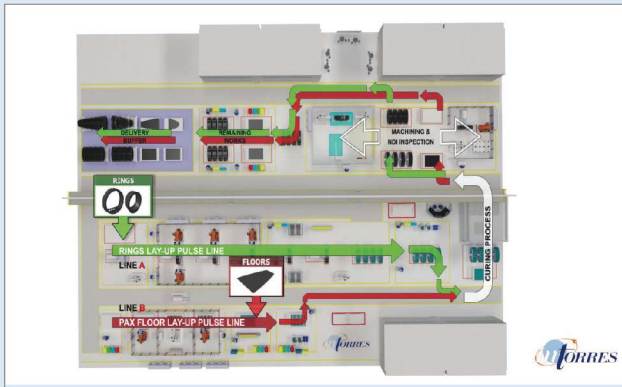 DELIVERY
BUFFER
REMAINING
WORKS
MACHINING &
NDI INSPECTION
RINGS
RINGS LAY-UP PULSE LINE
LINE A
FLOORS
LINE B
PAX FLOOR LAY-UP PULSE LINE
CURING PROCESS
MTORRES
MTORRES